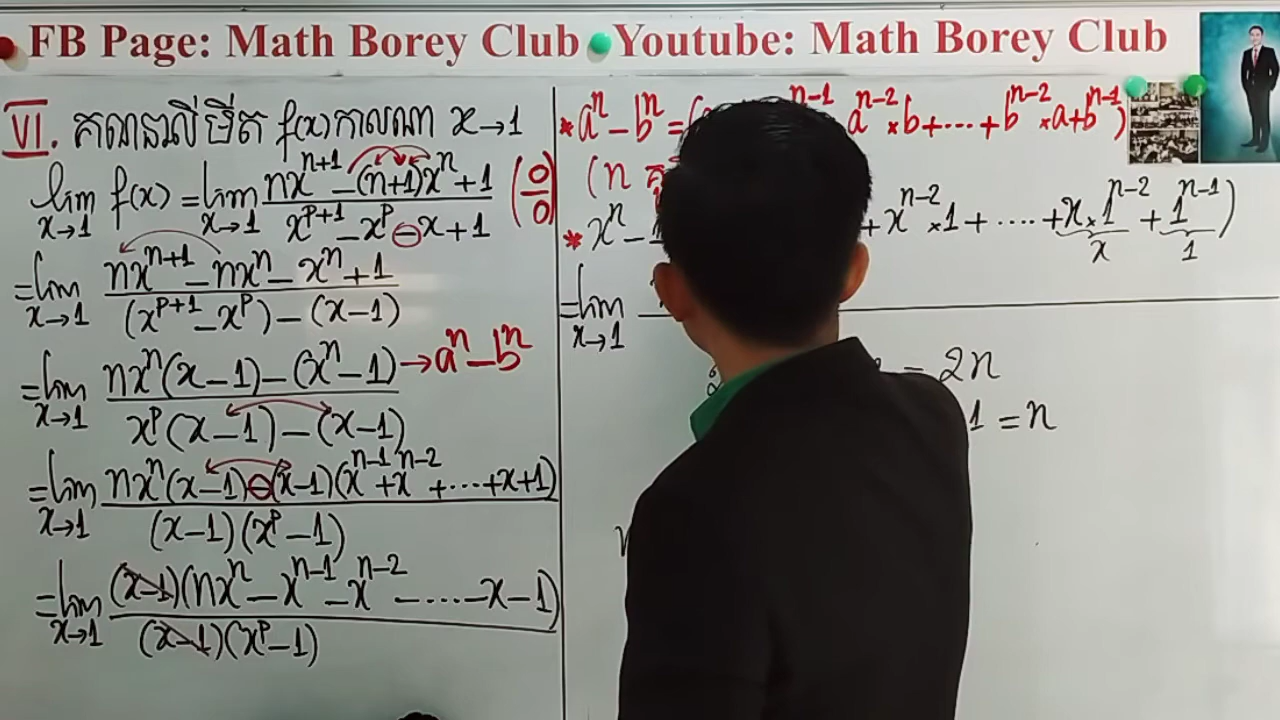 FB Page: Math Borey Club Youtube: Math Borey Club
VI. គណនាលីមីត f(x) កាលណា x→1
lim x→1 f(x) = lim x→1 (nx^{n+1} - (n+1)x^n + 1)/(x^{p+1} - x^p - x + 1) (0/0)
= lim x→1 (nx^{n+1} - nx^n - x^n + 1)/((x^{p+1} - x^p) - (x-1))
= lim x→1 (nx^n(x-1) - (x^n-1))/(x^p(x-1) - (x-1)) → a^n - b^n
= lim x→1 (nx^n(x-1) - (x-1)(x^{n-1} + x^{n-2} + .... + x + 1))/((x-1)(x^p-1))
= lim x→1 ((x-1)(nx^n - x^{n-1} - x^{n-2} - .... - x - 1))/((x-1)(x^p-1))
* a^n - b^n = ( ^{n-1} a^{n-2}×b + .... + b^{n-2}×a + b^{n-1})
(n
* x^n - + x^{n-2}×1 + ..... + x×1^{n-2} + 1^{n-1})
x 1
= lim x→1
= 2n
1 = n